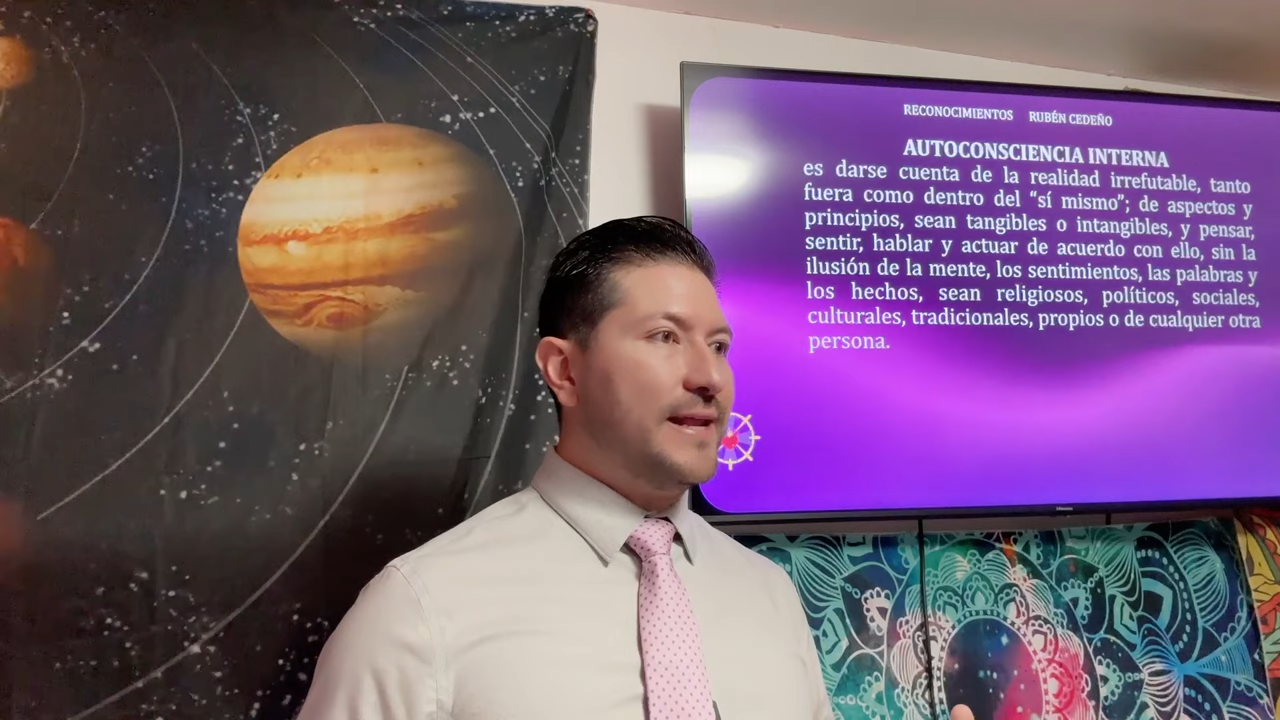 RECONOCIMIENTOS RUBÉN CEDEÑO
AUTOCONSCIENCIA INTERNA
es darse cuenta de la realidad irrefutable, tanto
fuera como dentro del “sí mismo”; de aspectos y
principios, sean tangibles o intangibles, y pensar,
sentir, hablar y actuar de acuerdo con ello, sin la
ilusión de la mente, los sentimientos, las palabras y
los hechos, sean religiosos, políticos, sociales,
culturales, tradicionales, propios o de cualquier otra
persona.